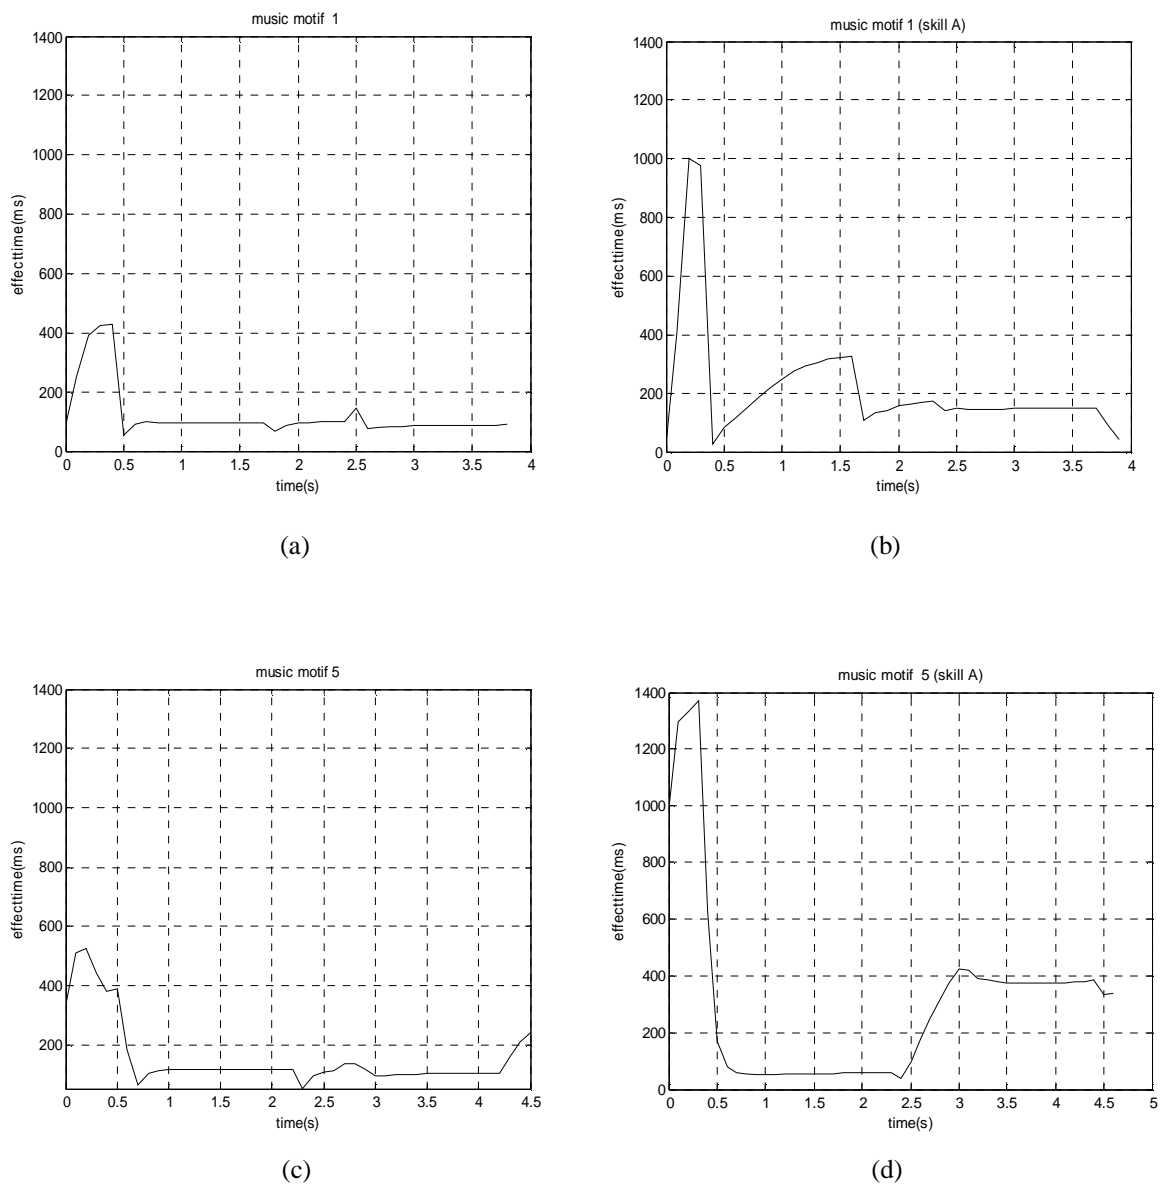 music motif  1
1400
1200
1000
800
600
400
200
0
0 0.5 1 1.5 2 2.5 3 3.5 4
effecttime(ms)
time(s)
(a)
music motif 1 (skill A)
1400
1200
1000
800
600
400
200
0
0 0.5 1 1.5 2 2.5 3 3.5 4
effecttime(ms)
time(s)
(b)
music motif 5
1400
1200
1000
800
600
400
200
0 0.5 1 1.5 2 2.5 3 3.5 4 4.5
effecttime(ms)
time(s)
(c)
music motif  5 (skill A)
1400
1200
1000
800
600
400
200
0
0 0.5 1 1.5 2 2.5 3 3.5 4 4.5 5
effecttime(ms)
time(s)
(d)